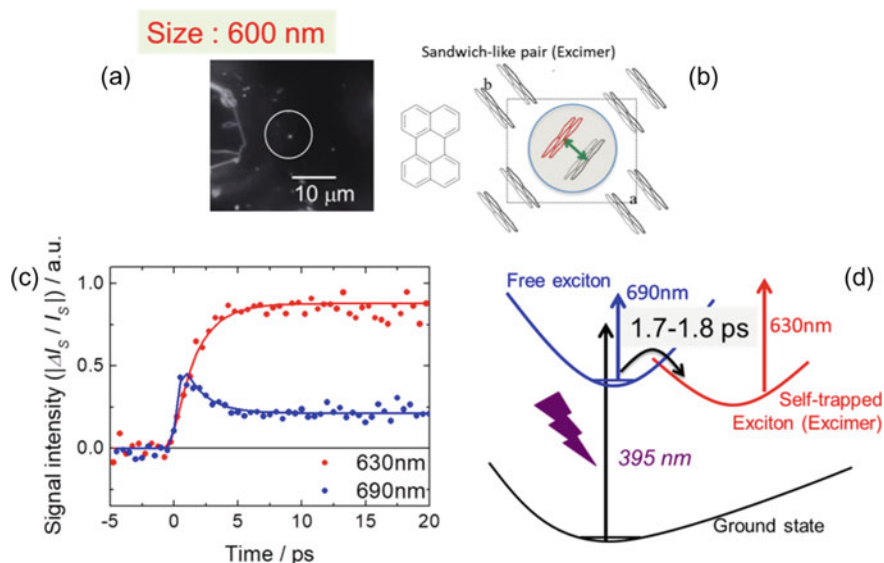 Size : 600 nm
(a)
10 μm
Sandwich-like pair (Excimer)
(b)
b
a
(c)
Signal intensity (|ΔI_S / I_S|) / a.u.
1.0
0.5
0.0
-5
0
5
10
15
20
Time / ps
630nm
690nm
(d)
Free exciton
690nm
1.7-1.8 ps
630nm
Self-trapped
Exciton (Excimer)
395 nm
Ground state